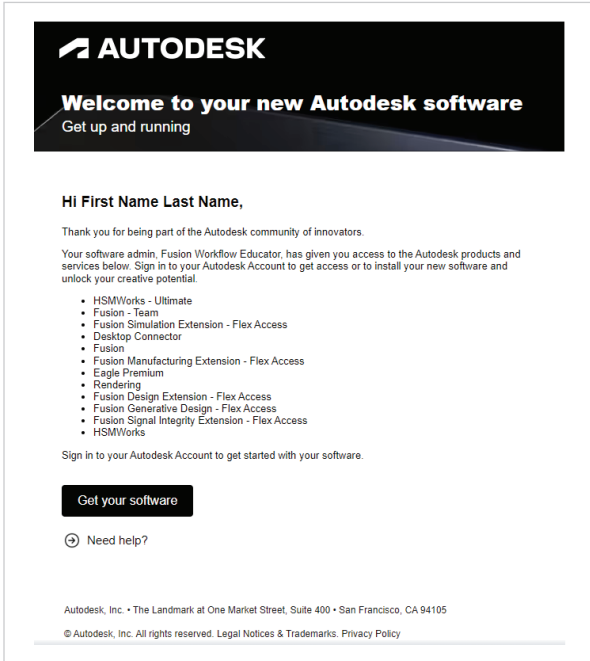 AUTODESK
Welcome to your new Autodesk software
Get up and running
Hi First Name Last Name,
Thank you for being part of the Autodesk community of innovators.
Your software admin, Fusion Workflow Educator, has given you access to the Autodesk products and
services below. Sign in to your Autodesk Account to get access or to install your new software and
unlock your creative potential.
• HSMWorks - Ultimate
• Fusion - Team
• Fusion Simulation Extension - Flex Access
• Desktop Connector
• Fusion
• Fusion Manufacturing Extension - Flex Access
• Eagle Premium
• Rendering
• Fusion Design Extension - Flex Access
• Fusion Generative Design - Flex Access
• Fusion Signal Integrity Extension - Flex Access
• HSMWorks
Sign in to your Autodesk Account to get started with your software.
Get your software
Need help?
Autodesk, Inc. • The Landmark at One Market Street, Suite 400 • San Francisco, CA 94105
© Autodesk, Inc. All rights reserved. Legal Notices & Trademarks. Privacy Policy